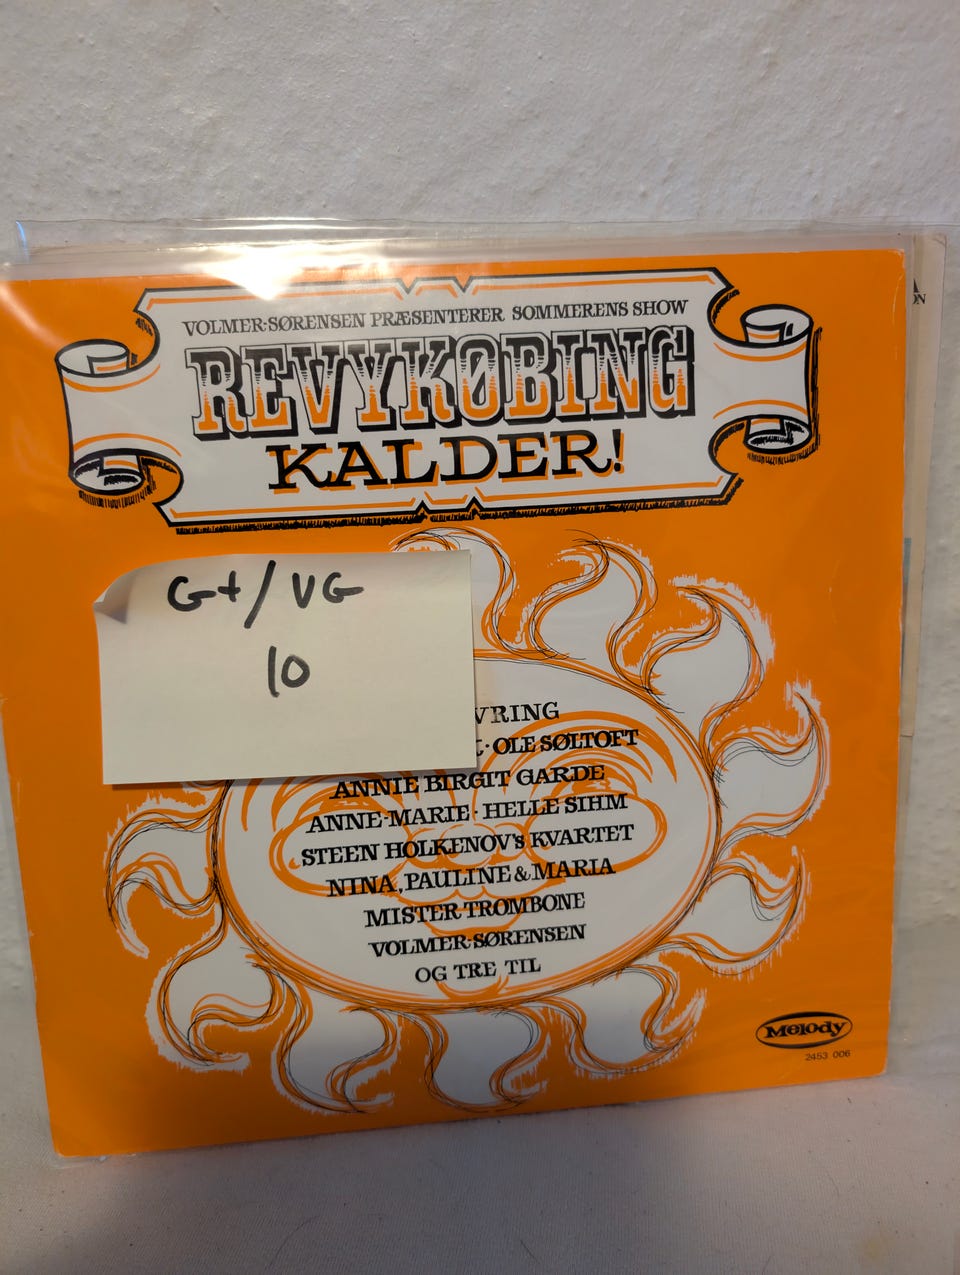 VOLMER-SØRENSEN PRÆSENTERER SOMMERENS SHOW
REVYKØBING
KALDER!
G+/VG
10
VRING
· OLE SØLTOFT
ANNIE BIRGIT GARDE
ANNE-MARIE · HELLE SIHM
STEEN HOLKENOV's KVARTET
NINA, PAULINE & MARIA
MISTER TROMBONE
VOLMER-SØRENSEN
OG TRE TIL
Melody
2453 006
ON